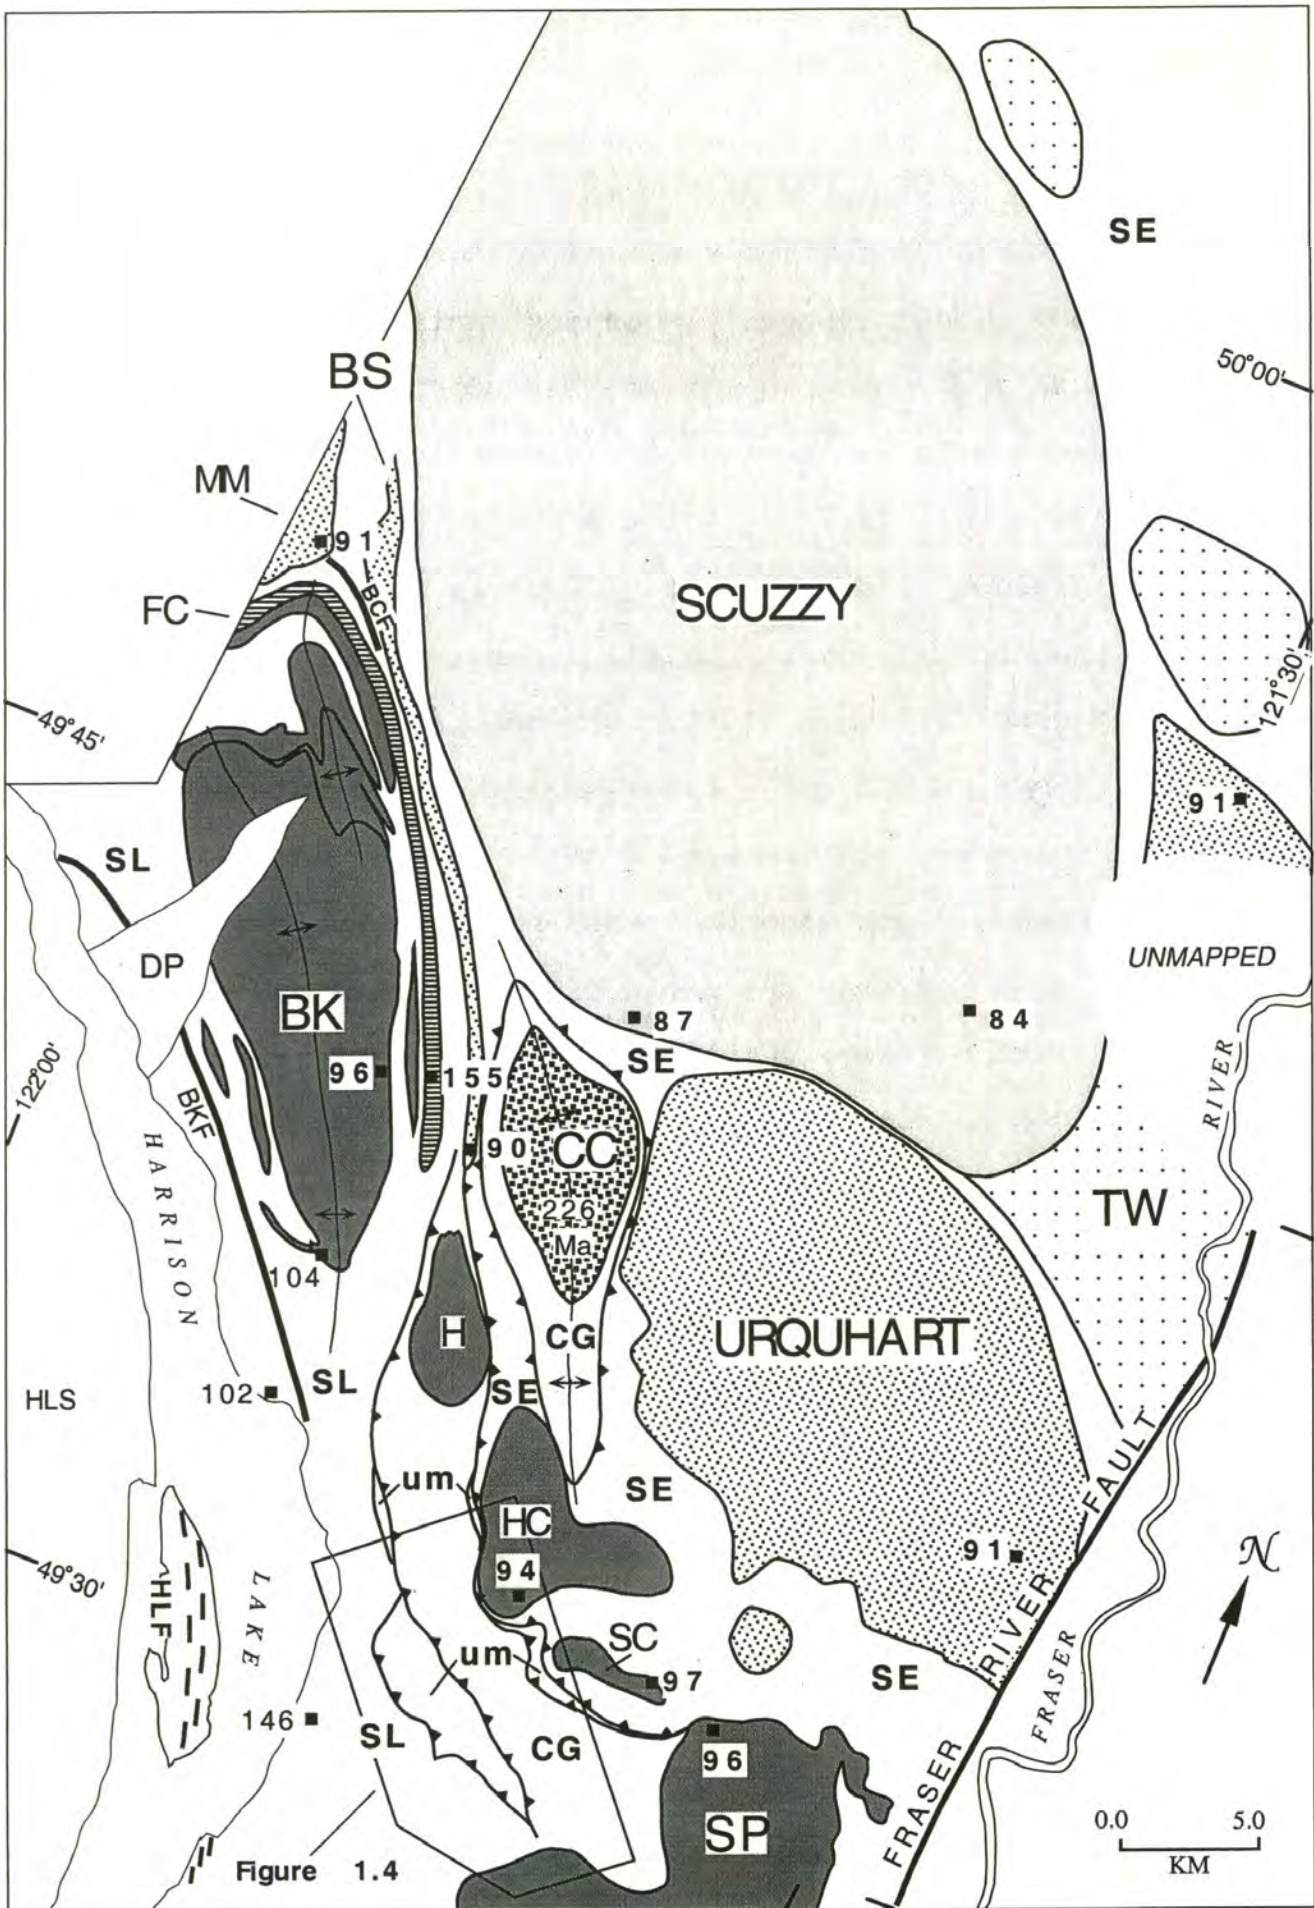 SE
50°00'
BS
MM
91
BCF
FC
SCUZZY
121°30'
49°45'
91
SL
UNMAPPED
DP
BK
87
84
SE
122°00'
96
155
RIVER
BKF
HARRISON
90
CC
226
Ma
TW
104
H
CG
URQUHART
SL
SE
102
HLS
um
SE
FAULT
HC
94
91
49°30'
HLF
LAKE
RIVER
N
SC
um
97
SE
FRASER
146
SL
CG
96
FRASER
SP
0.0 5.0
KM
Figure 1.4